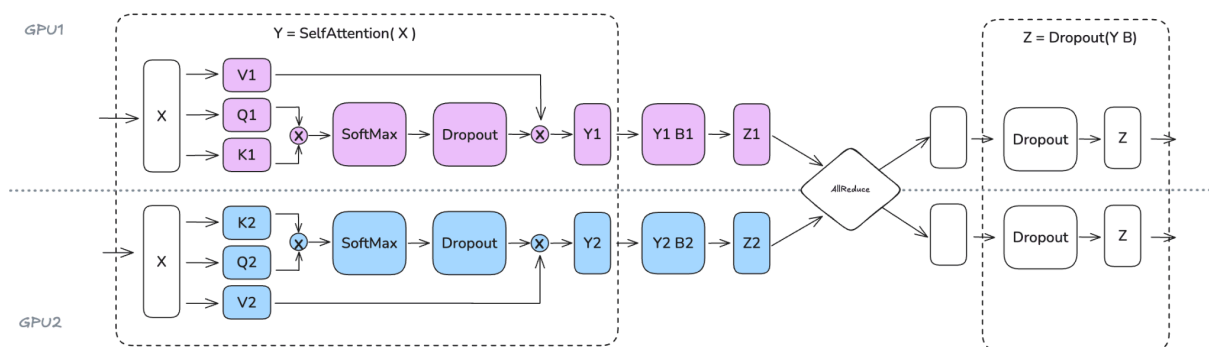 GPU1
Y = SelfAttention( X )
Z = Dropout(Y B)
X
V1
Q1
K1
X
SoftMax
Dropout
X
Y1
Y1 B1
Z1
Dropout
Z
AllReduce
X
K2
Q2
V2
X
SoftMax
Dropout
X
Y2
Y2 B2
Z2
Dropout
Z
GPU2